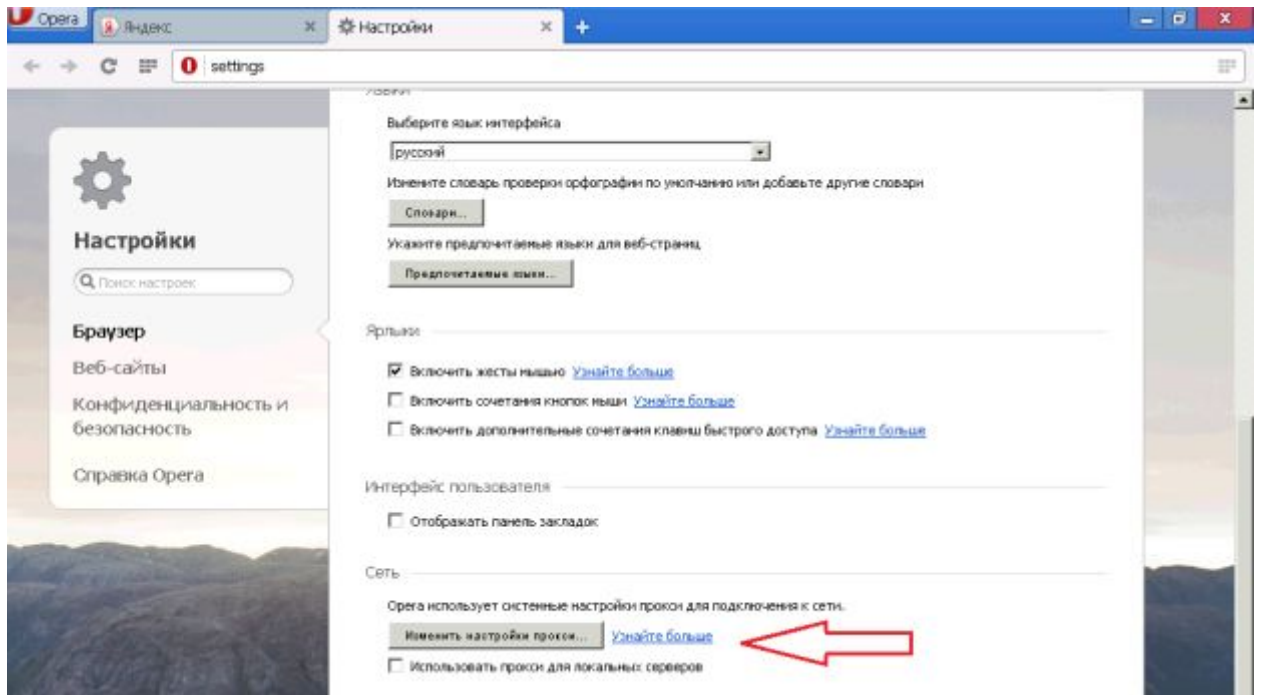 Opera
Яндекс
Настройки
settings
Языки
Выберите язык интерфейса
русский
Измените словарь проверки орфографии по умолчанию или добавьте другие словари
Словари...
Укажите предпочитаемые языки для веб-страниц
Предпочитаемые языки...
Настройки
Поиск настроек
Браузер
Веб-сайты
Конфиденциальность и
безопасность
Справка Opera
Ярлыки
Включить жесты мышью Узнайте больше
Включить сочетания кнопок мыши Узнайте больше
Включить дополнительные сочетания клавиш быстрого доступа Узнайте больше
Интерфейс пользователя
Отображать панель закладок
Сеть
Opera использует системные настройки прокси для подключения к сети.
Изменить настройки прокси... Узнайте больше
Использовать прокси для локальных серверов